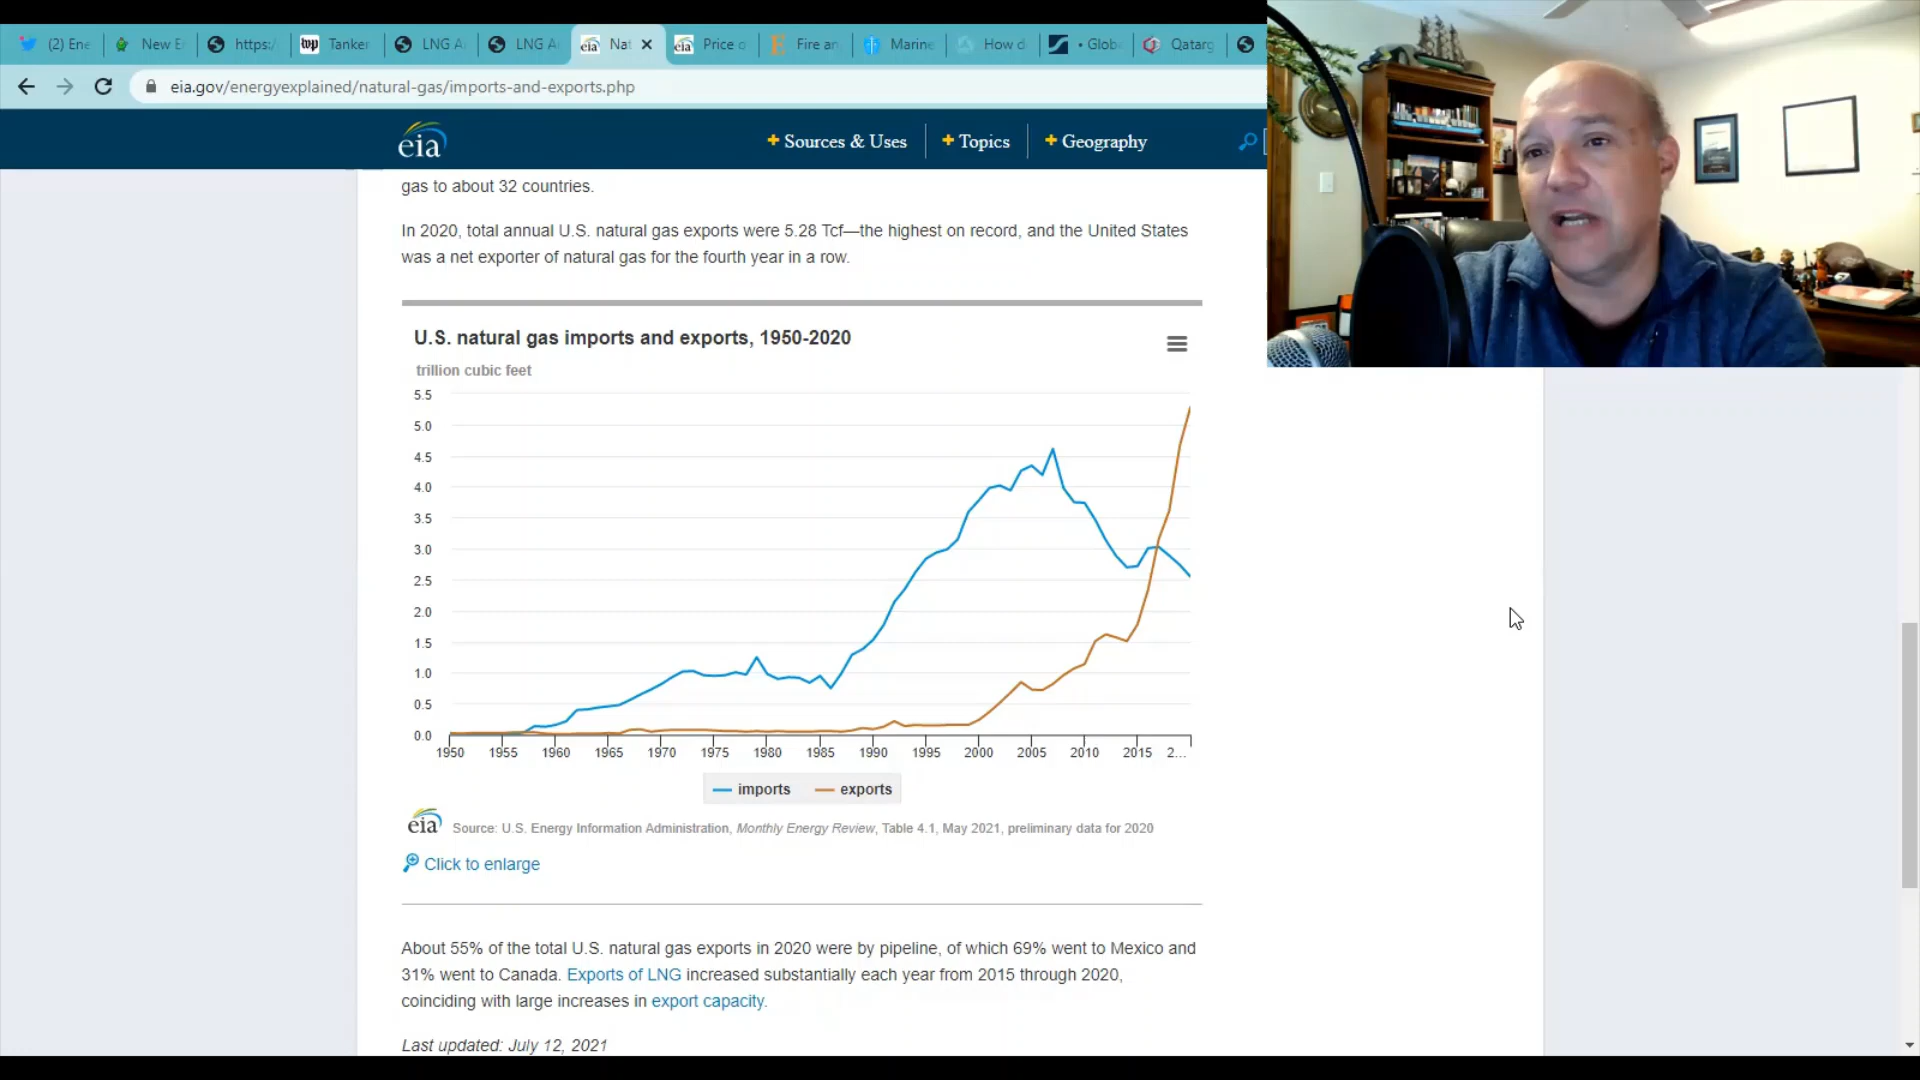 (2) Ene
New E
https:/
wp Tanker
LNG A
LNG A
eia Nat
eia Price o
Fire an
Marine
How d
• Glob
Qatarg
eia.gov/energyexplained/natural-gas/imports-and-exports.php
eia
+ Sources & Uses
+ Topics
+ Geography
gas to about 32 countries.
In 2020, total annual U.S. natural gas exports were 5.28 Tcf—the highest on record, and the United States
was a net exporter of natural gas for the fourth year in a row.
U.S. natural gas imports and exports, 1950-2020
trillion cubic feet
5.5
5.0
4.5
4.0
3.5
3.0
2.5
2.0
1.5
1.0
0.5
0.0
1950 1955 1960 1965 1970 1975 1980 1985 1990 1995 2000 2005 2010 2015 2...
imports exports
eia Source: U.S. Energy Information Administration, Monthly Energy Review, Table 4.1, May 2021, preliminary data for 2020
Click to enlarge
About 55% of the total U.S. natural gas exports in 2020 were by pipeline, of which 69% went to Mexico and
31% went to Canada. Exports of LNG increased substantially each year from 2015 through 2020,
coinciding with large increases in export capacity.
Last updated: July 12, 2021